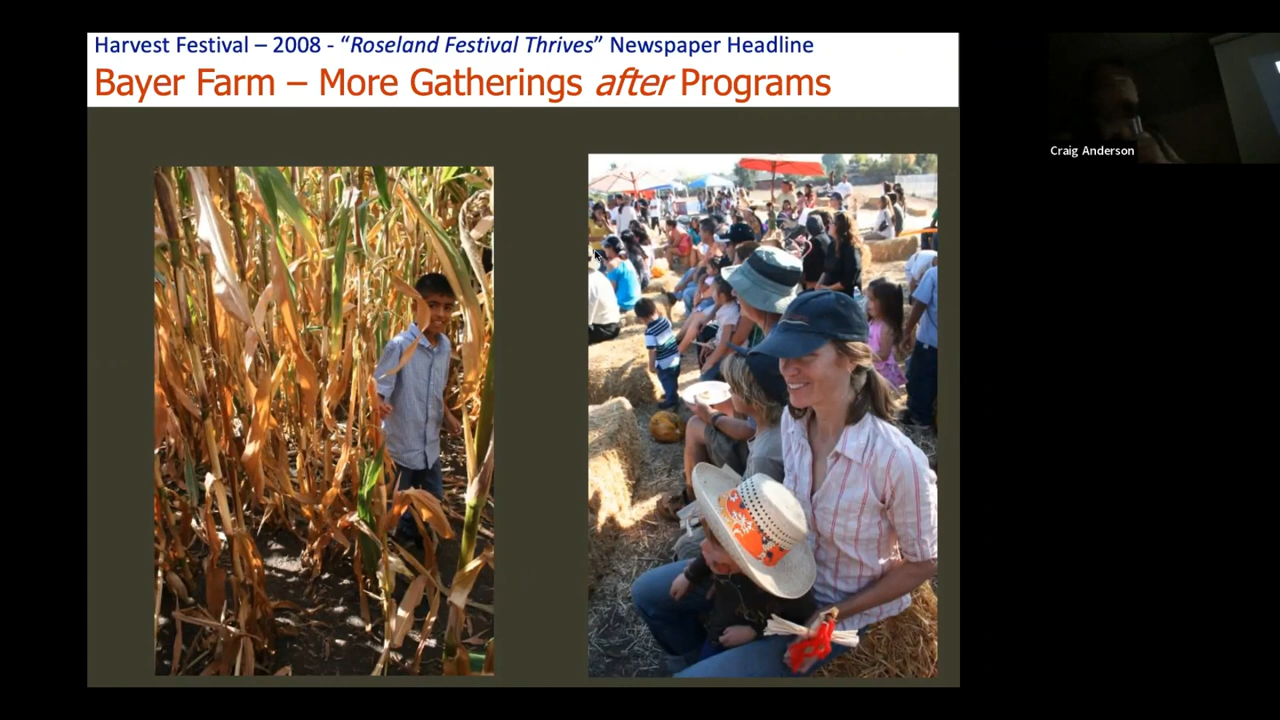 Harvest Festival – 2008 - “Roseland Festival Thrives” Newspaper Headline
Bayer Farm – More Gatherings after Programs
Craig Anderson